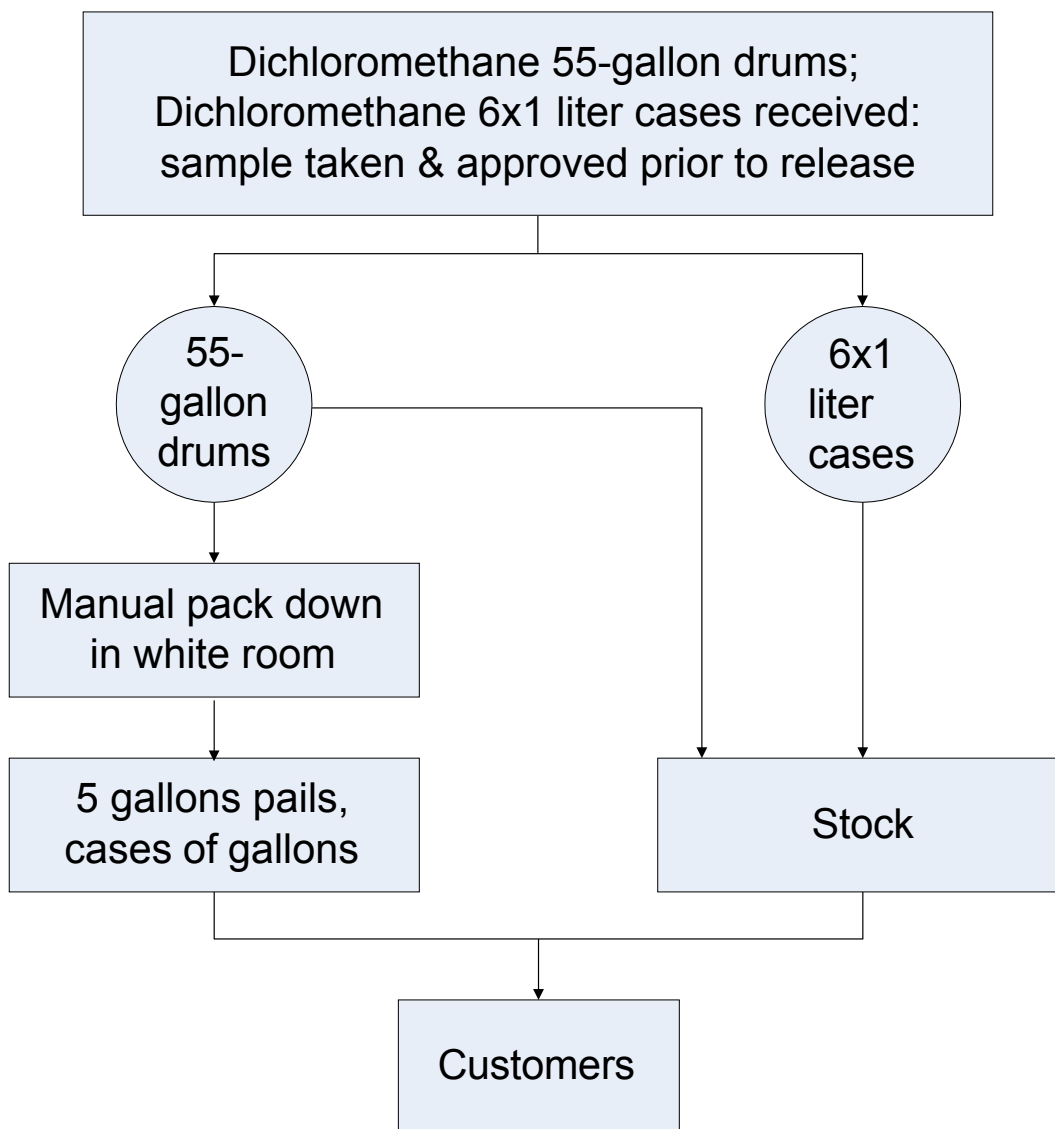 Dichloromethane 55-gallon drums;
Dichloromethane 6x1 liter cases received:
sample taken & approved prior to release
55-
gallon
drums
6x1
liter
cases
Manual pack down
in white room
5 gallons pails,
cases of gallons
Stock
Customers